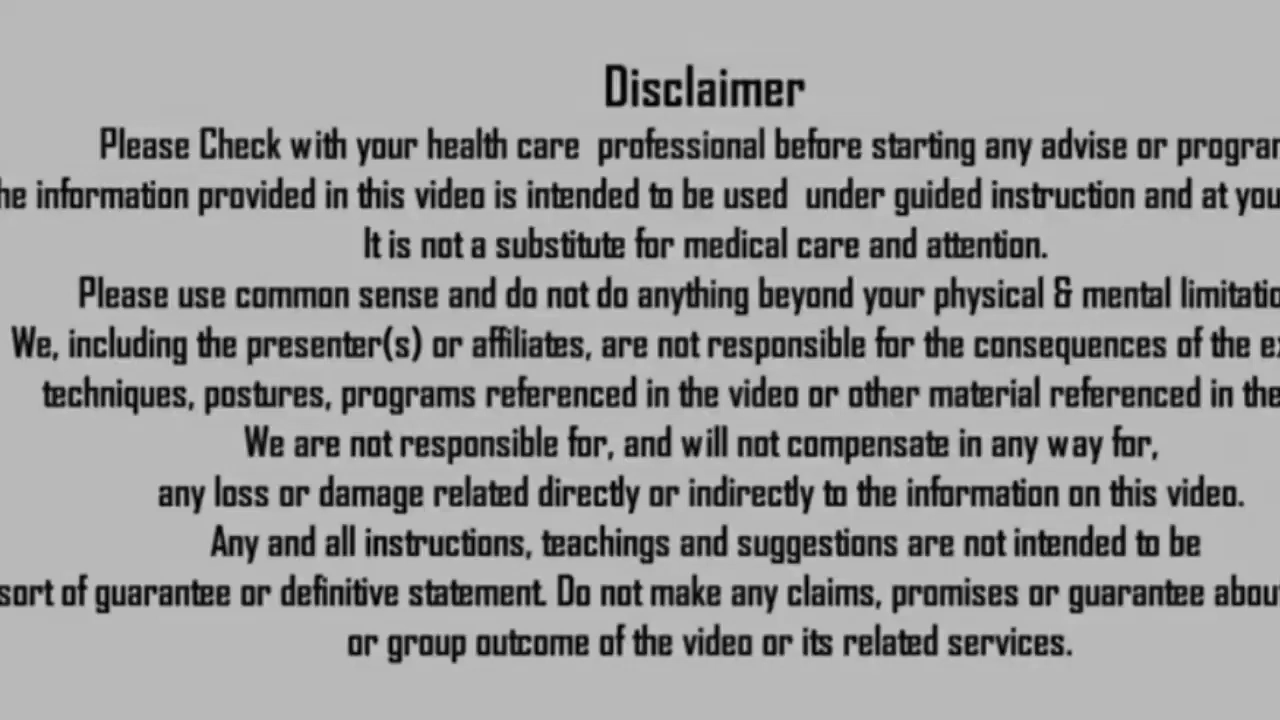 Disclaimer
Please Check with your health care professional before starting any advise or
information provided in this video is intended to be used under guided instruction and at
It is not a substitute for medical care and attention.
Please use common sense and do not do anything beyond your physical & mental
We, including the presenter(s) or affiliates, are not responsible for the consequences of the
techniques, postures, programs referenced in the video or other material referenced in the
We are not responsible for, and will not compensate in any way for,
any loss or damage related directly or indirectly to the information on this video.
Any and all instructions, teachings and suggestions are not intended to be
sort of guarantee or definitive statement. Do not make any claims, promises or guarantee
or group outcome of the video or its related services.